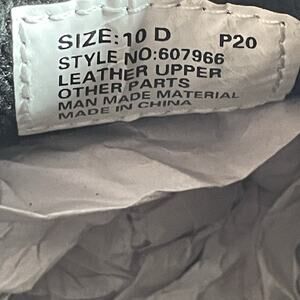 SIZE: 10 D P20
STYLE NO: 607966
LEATHER UPPER
OTHER PARTS
MAN MADE MATERIAL
MADE IN CHINA